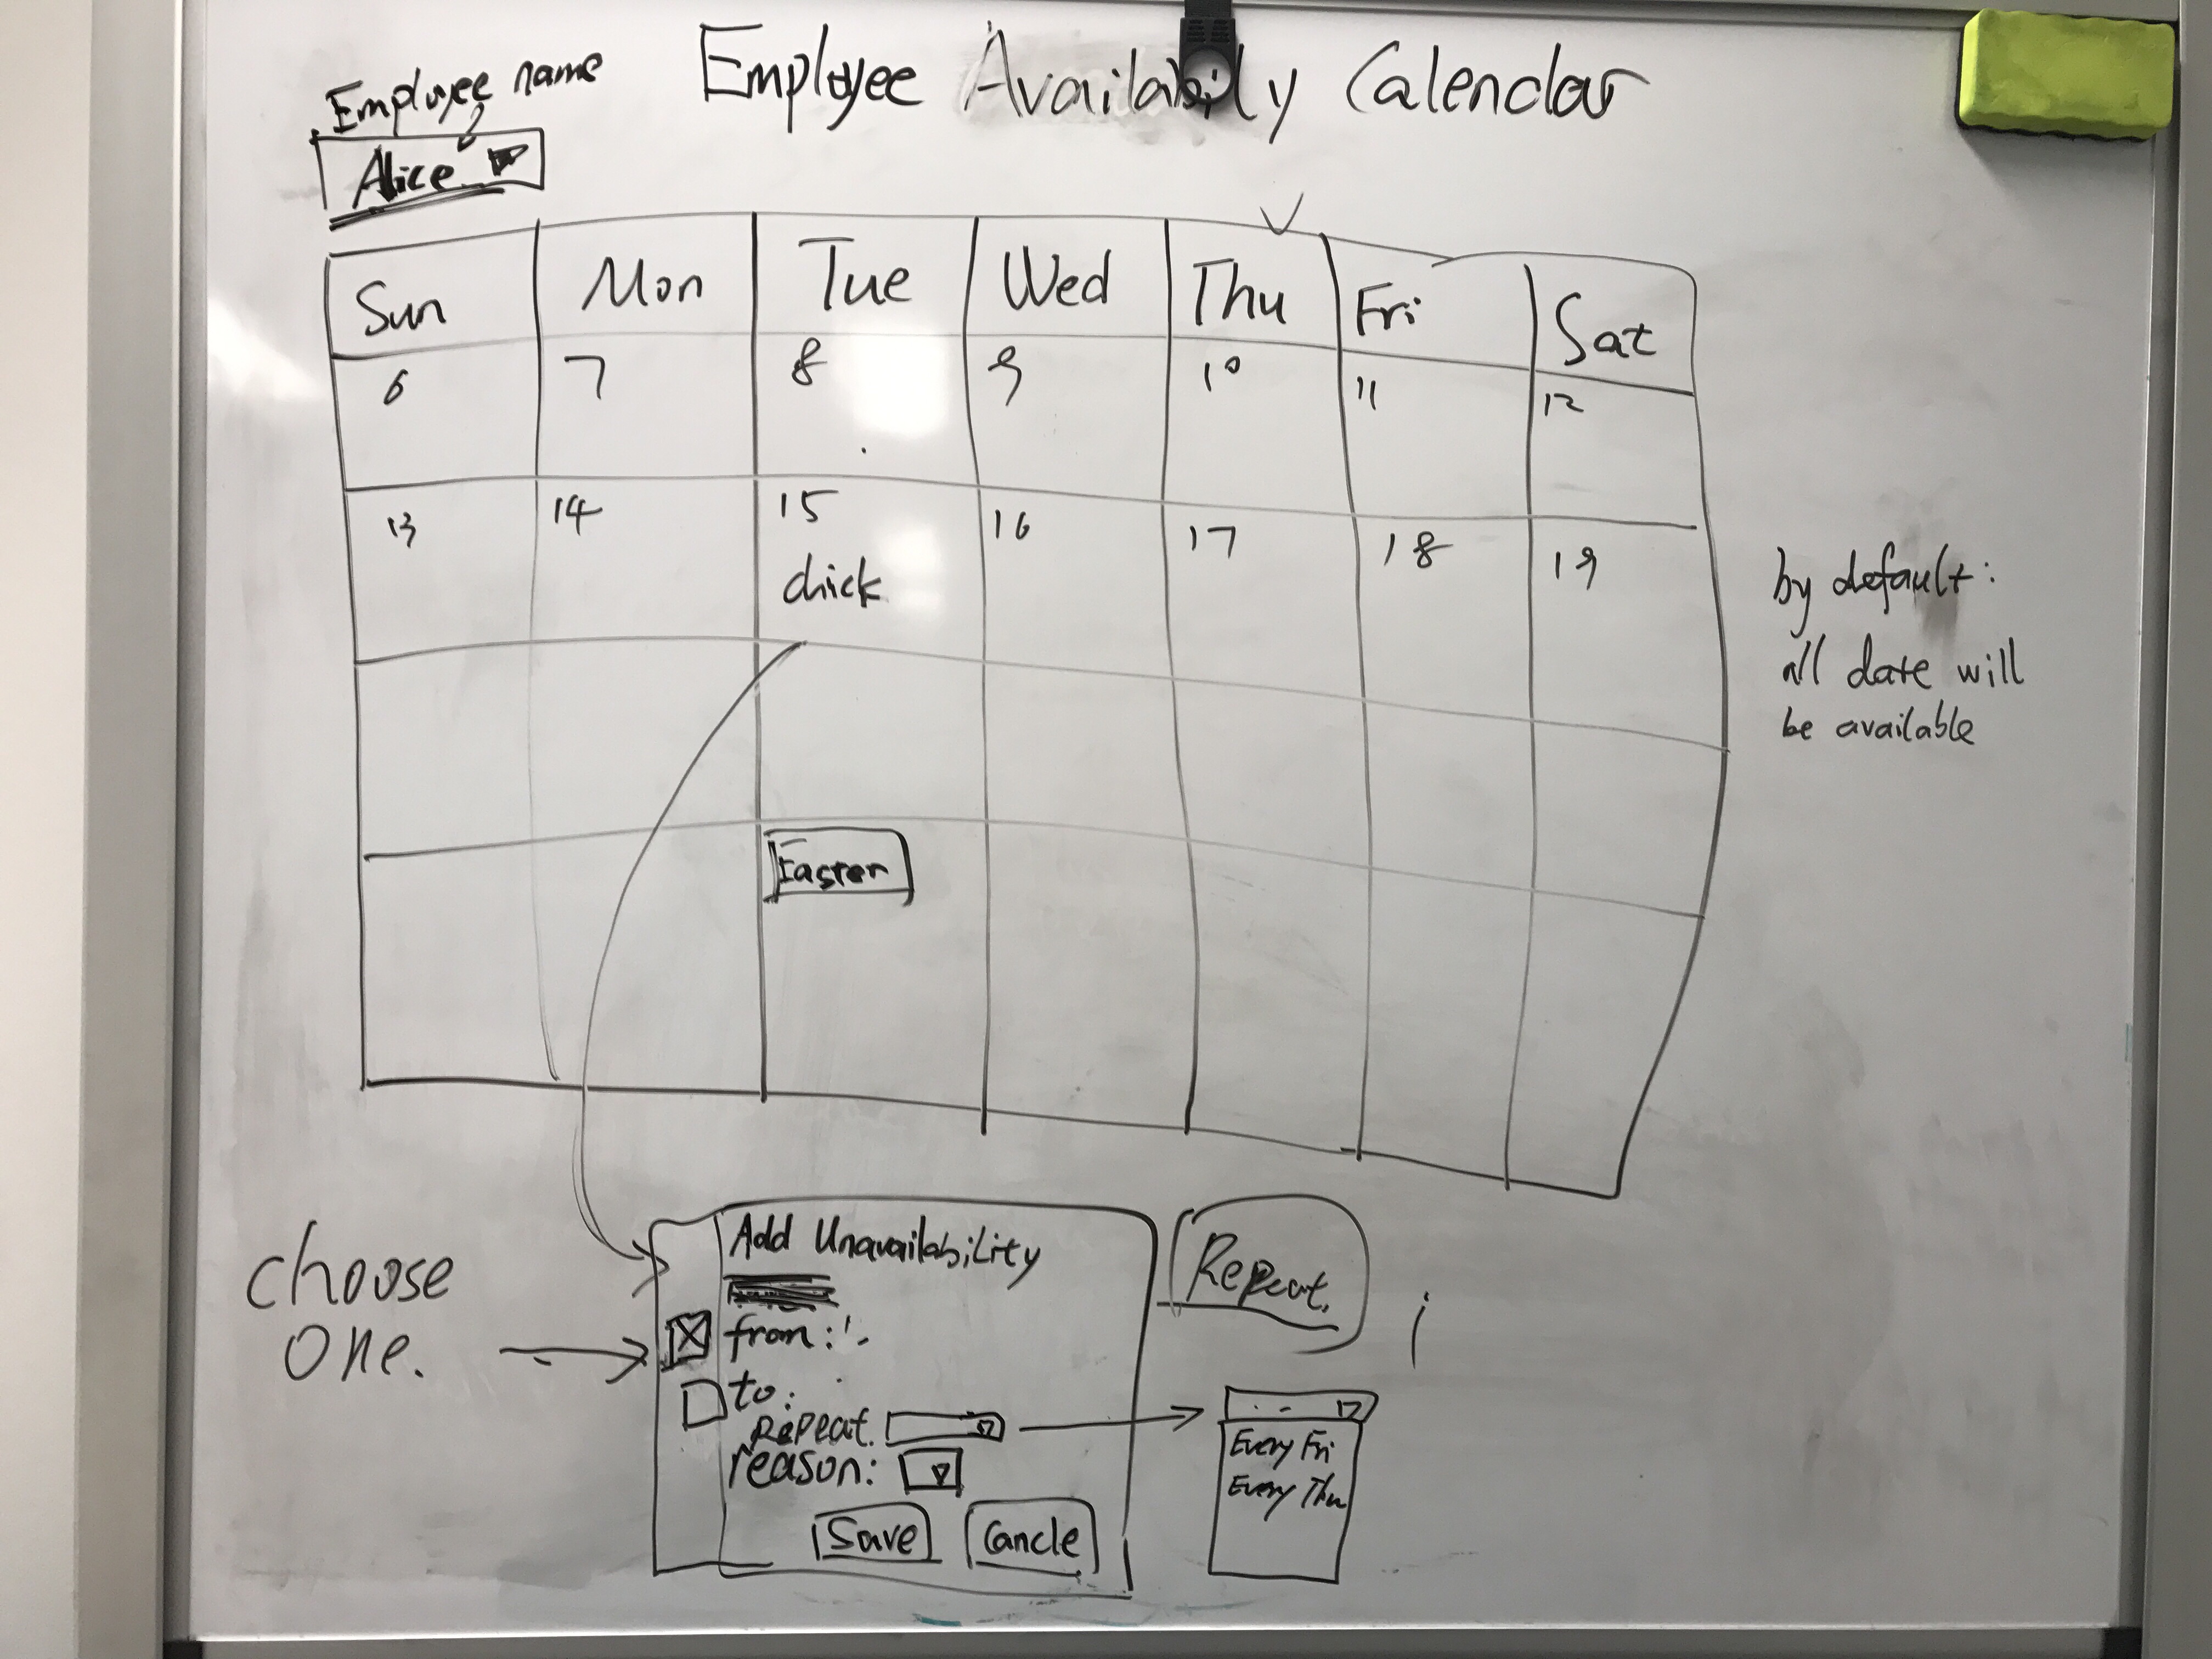 Employee name
Employee Availability Calendar
Alice
Sun Mon Tue Wed Thu Fri Sat
6 7 8 9 10 11 12
13 14 15 16 17 18 19
by default:
all date will
be available
Easter
Choose
one.
Add Unavailability
from:
to:
Repeat.
reason:
Save Cancle
Repeat.
Every Fri
Every Thu